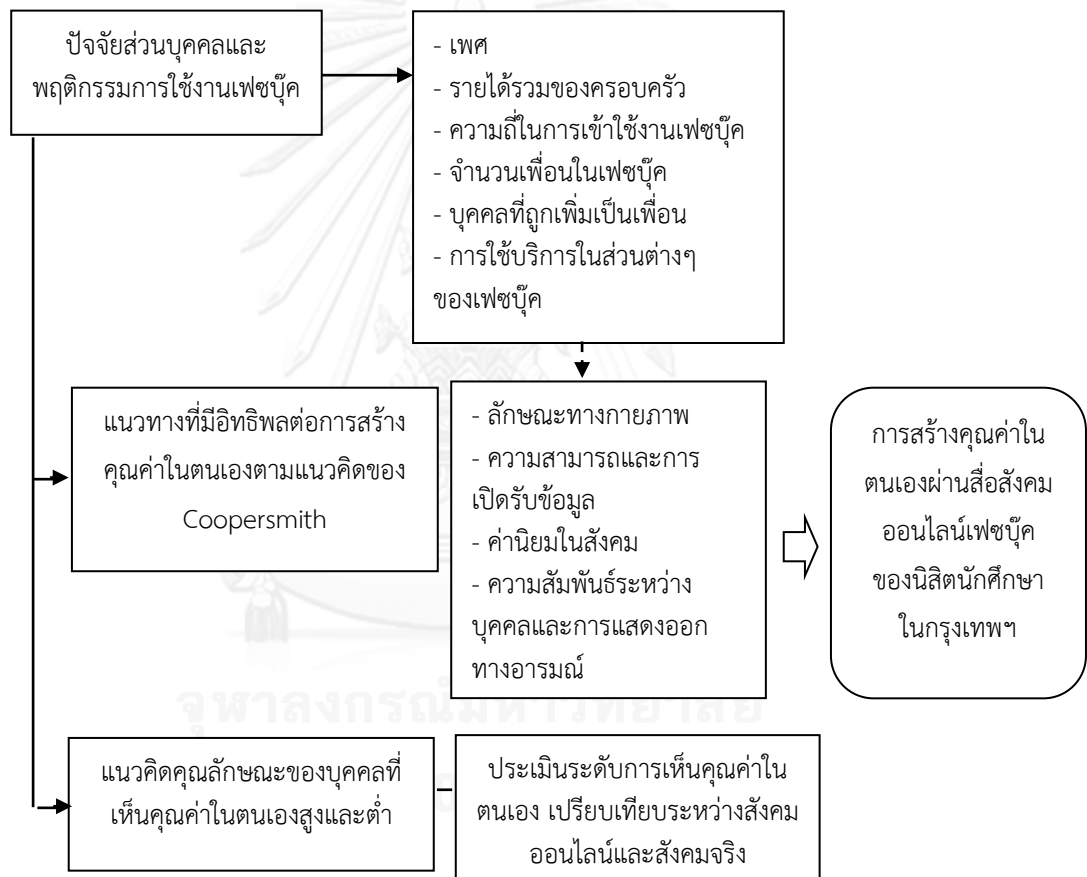 ปัจจัยส่วนบุคคลและ
พฤติกรรมการใช้งานเฟซบุ๊ค
- เพศ
- รายได้รวมของครอบครัว
- ความถี่ในการเข้าใช้งานเฟซบุ๊ค
- จำนวนเพื่อนในเฟซบุ๊ค
- บุคคลที่ถูกเพิ่มเป็นเพื่อน
- การใช้บริการในส่วนต่างๆ
ของเฟซบุ๊ค
แนวทางที่มีอิทธิพลต่อการสร้าง
คุณค่าในตนเองตามแนวคิดของ
Coopersmith
- ลักษณะทางกายภาพ
- ความสามารถและการ
เปิดรับข้อมูล
- ค่านิยมในสังคม
- ความสัมพันธ์ระหว่าง
บุคคลและการแสดงออก
ทางอารมณ์
การสร้างคุณค่าใน
ตนเองผ่านสื่อสังคม
ออนไลน์เฟซบุ๊ค
ของนิสิตนักศึกษา
ในกรุงเทพฯ
จุฬาลงกรณ์มหาวิทยาลัย
แนวคิดคุณลักษณะของบุคคลที่
เห็นคุณค่าในตนเองสูงและต่ำ
ประเมินระดับการเห็นคุณค่าใน
ตนเอง เปรียบเทียบระหว่างสังคม
ออนไลน์และสังคมจริง